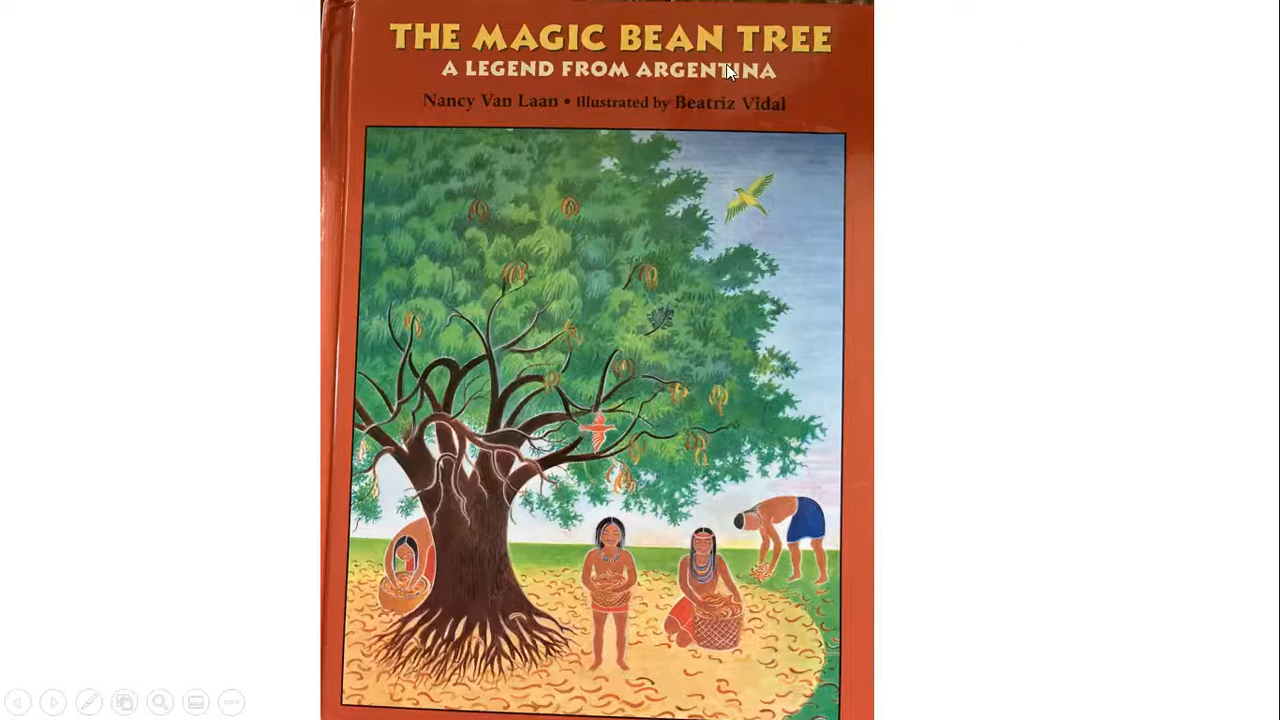 THE MAGIC BEAN TREE
A LEGEND FROM ARGENTINA
Nancy Van Laan • Illustrated by Beatriz Vidal